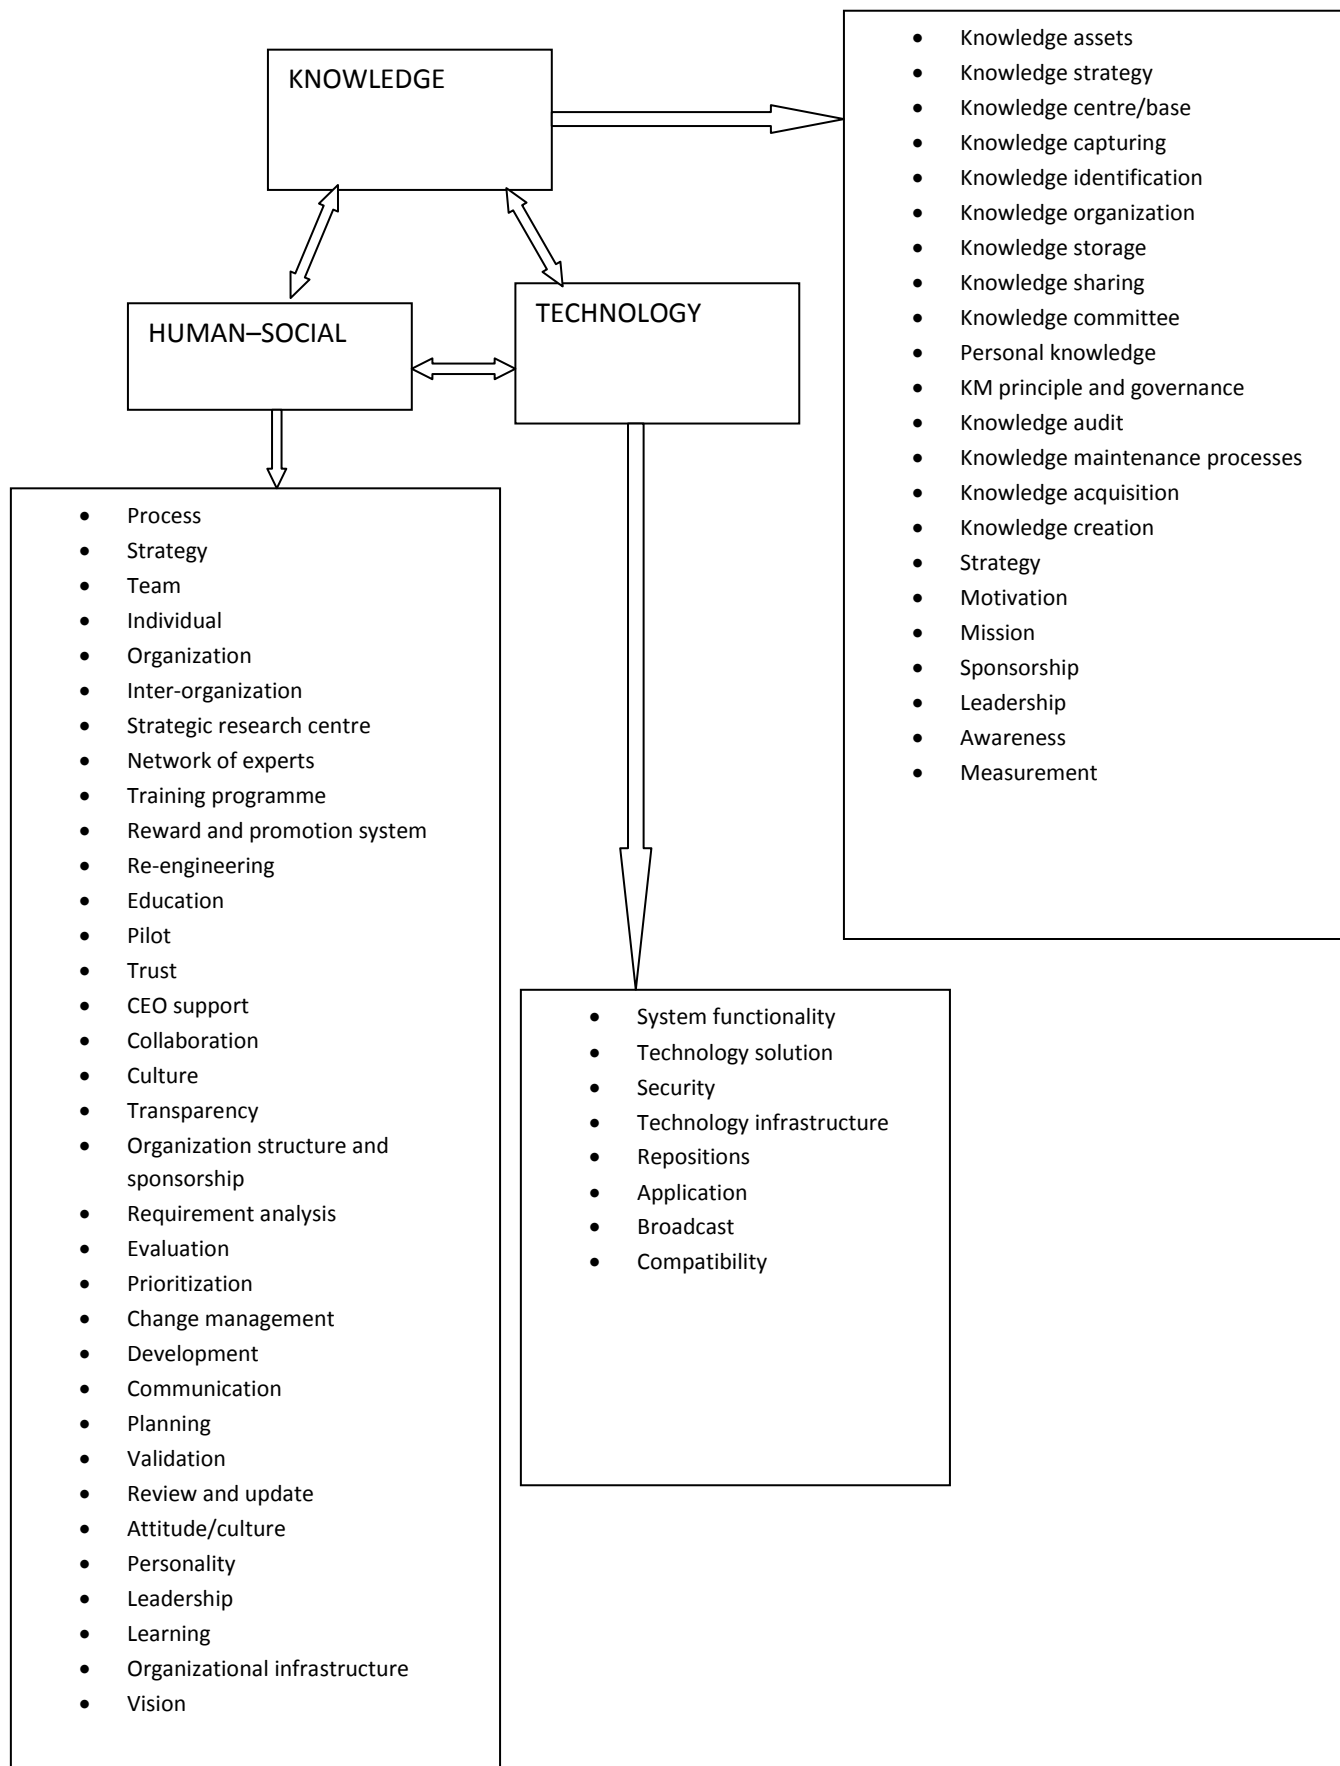 KNOWLEDGE
HUMAN–SOCIAL
TECHNOLOGY
• Knowledge assets
• Knowledge strategy
• Knowledge centre/base
• Knowledge capturing
• Knowledge identification
• Knowledge organization
• Knowledge storage
• Knowledge sharing
• Knowledge committee
• Personal knowledge
• KM principle and governance
• Knowledge audit
• Knowledge maintenance processes
• Knowledge acquisition
• Knowledge creation
• Strategy
• Motivation
• Mission
• Sponsorship
• Leadership
• Awareness
• Measurement
• Process
• Strategy
• Team
• Individual
• Organization
• Inter-organization
• Strategic research centre
• Network of experts
• Training programme
• Reward and promotion system
• Re-engineering
• Education
• Pilot
• Trust
• CEO support
• Collaboration
• Culture
• Transparency
• Organization structure and
sponsorship
• Requirement analysis
• Evaluation
• Prioritization
• Change management
• Development
• Communication
• Planning
• Validation
• Review and update
• Attitude/culture
• Personality
• Leadership
• Learning
• Organizational infrastructure
• Vision
• System functionality
• Technology solution
• Security
• Technology infrastructure
• Repositions
• Application
• Broadcast
• Compatibility